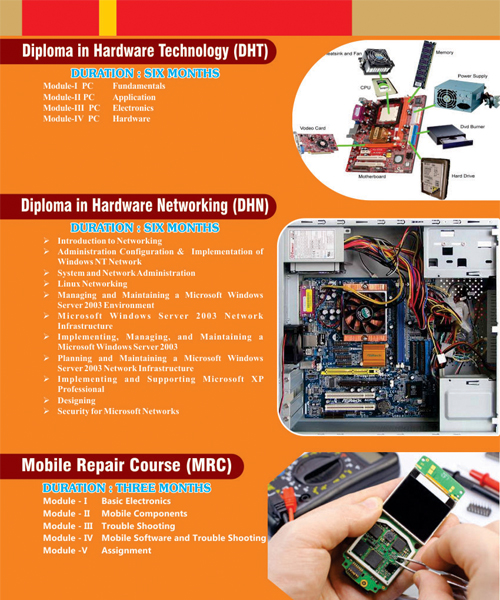 Diploma in Hardware Technology (DHT)
DURATION : SIX MONTHS
Module-I PC Fundamentals
Module-II PC Application
Module-III PC Electronics
Module-IV PC Hardware
Heatsink and Fan
Memory
CPU
Power Supply
Dvd Burner
Vodeo Card
Motherboard
Hard Drive
Diploma in Hardware Networking (DHN)
DURATION : SIX MONTHS
➢ Introduction to Networking
➢ Administration Configuration & Implementation of
Windows NT Network
➢ System and Network Administration
➢ Linux Networking
➢ Managing and Maintaining a Microsoft Windows
Server 2003 Environment
➢ Microsoft Windows Server 2003 Network
Infrastructure
➢ Implementing, Managing, and Maintaining a
Microsoft Windows Server 2003
➢ Planning and Maintaining a Microsoft Windows
Server 2003 Network Infrastructure
➢ Implementing and Supporting Microsoft XP
Professional
➢ Designing
➢ Security for Microsoft Networks
Mobile Repair Course (MRC)
DURATION : THREE MONTHS
Module - I Basic Electronics
Module - II Mobile Components
Module - III Trouble Shooting
Module - IV Mobile Software and Trouble Shooting
Module -V Assignment